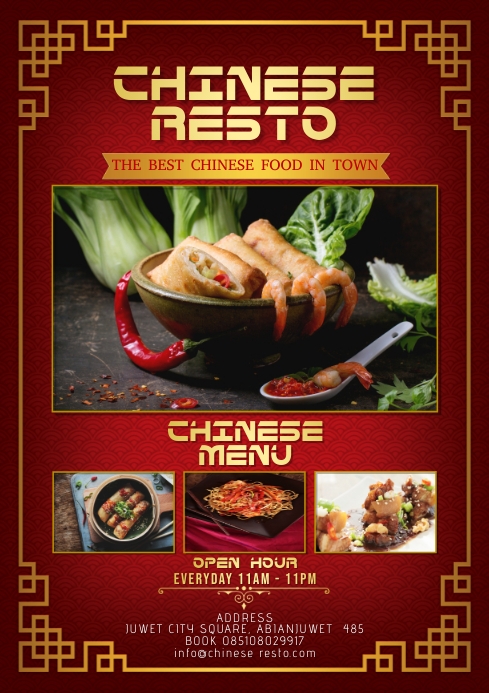 CHINESE
RESTO
THE BEST CHINESE FOOD IN TOWN
CHINESE
MENU
OPEN HOUR
EVERYDAY 11AM - 11PM
ADDRESS
JUWET CITY SQUARE, ABIANJUWET 485
BOOK 085108029917
info@chinese resto.com